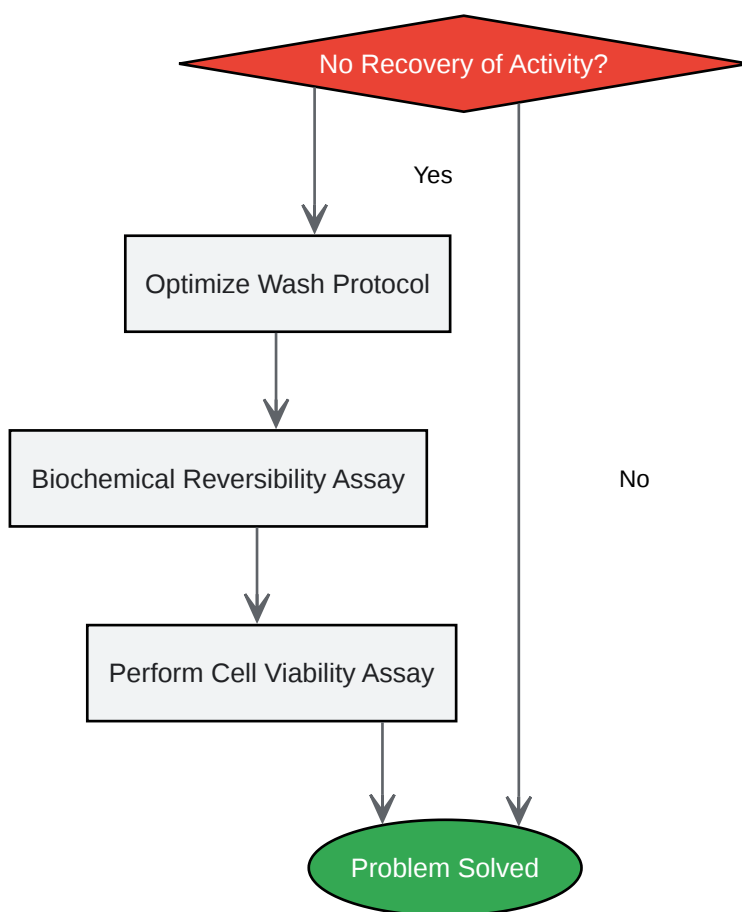 No Recovery of Activity?
Yes
Optimize Wash Protocol
Biochemical Reversibility Assay
No
Perform Cell Viability Assay
Problem Solved